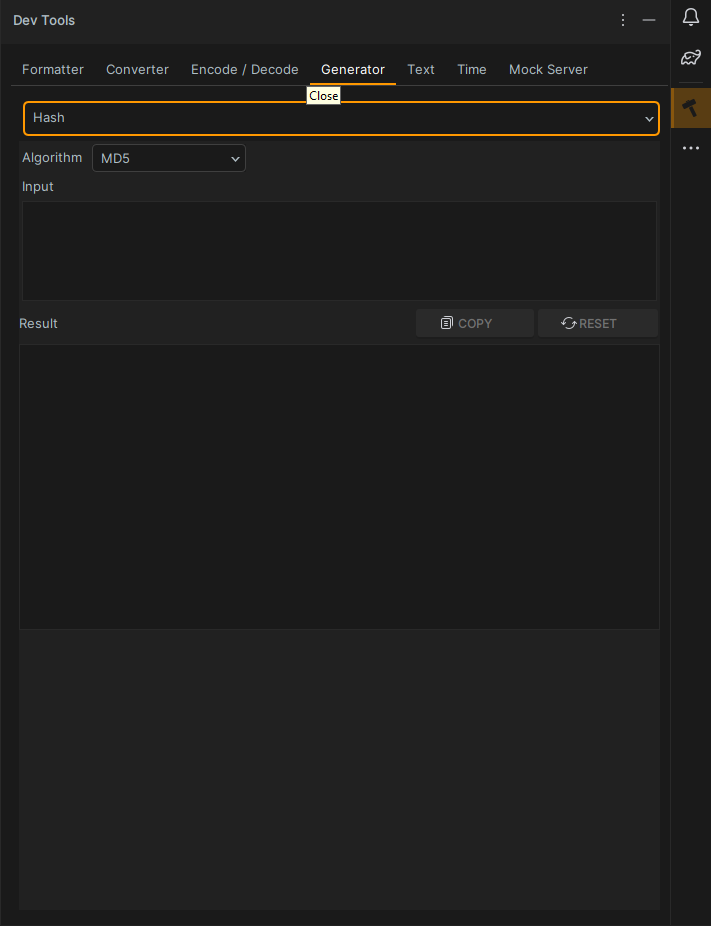 Dev Tools
Formatter Converter Encode / Decode Generator Text Time Mock Server
Close
Hash
Algorithm MD5
Input
Result COPY RESET